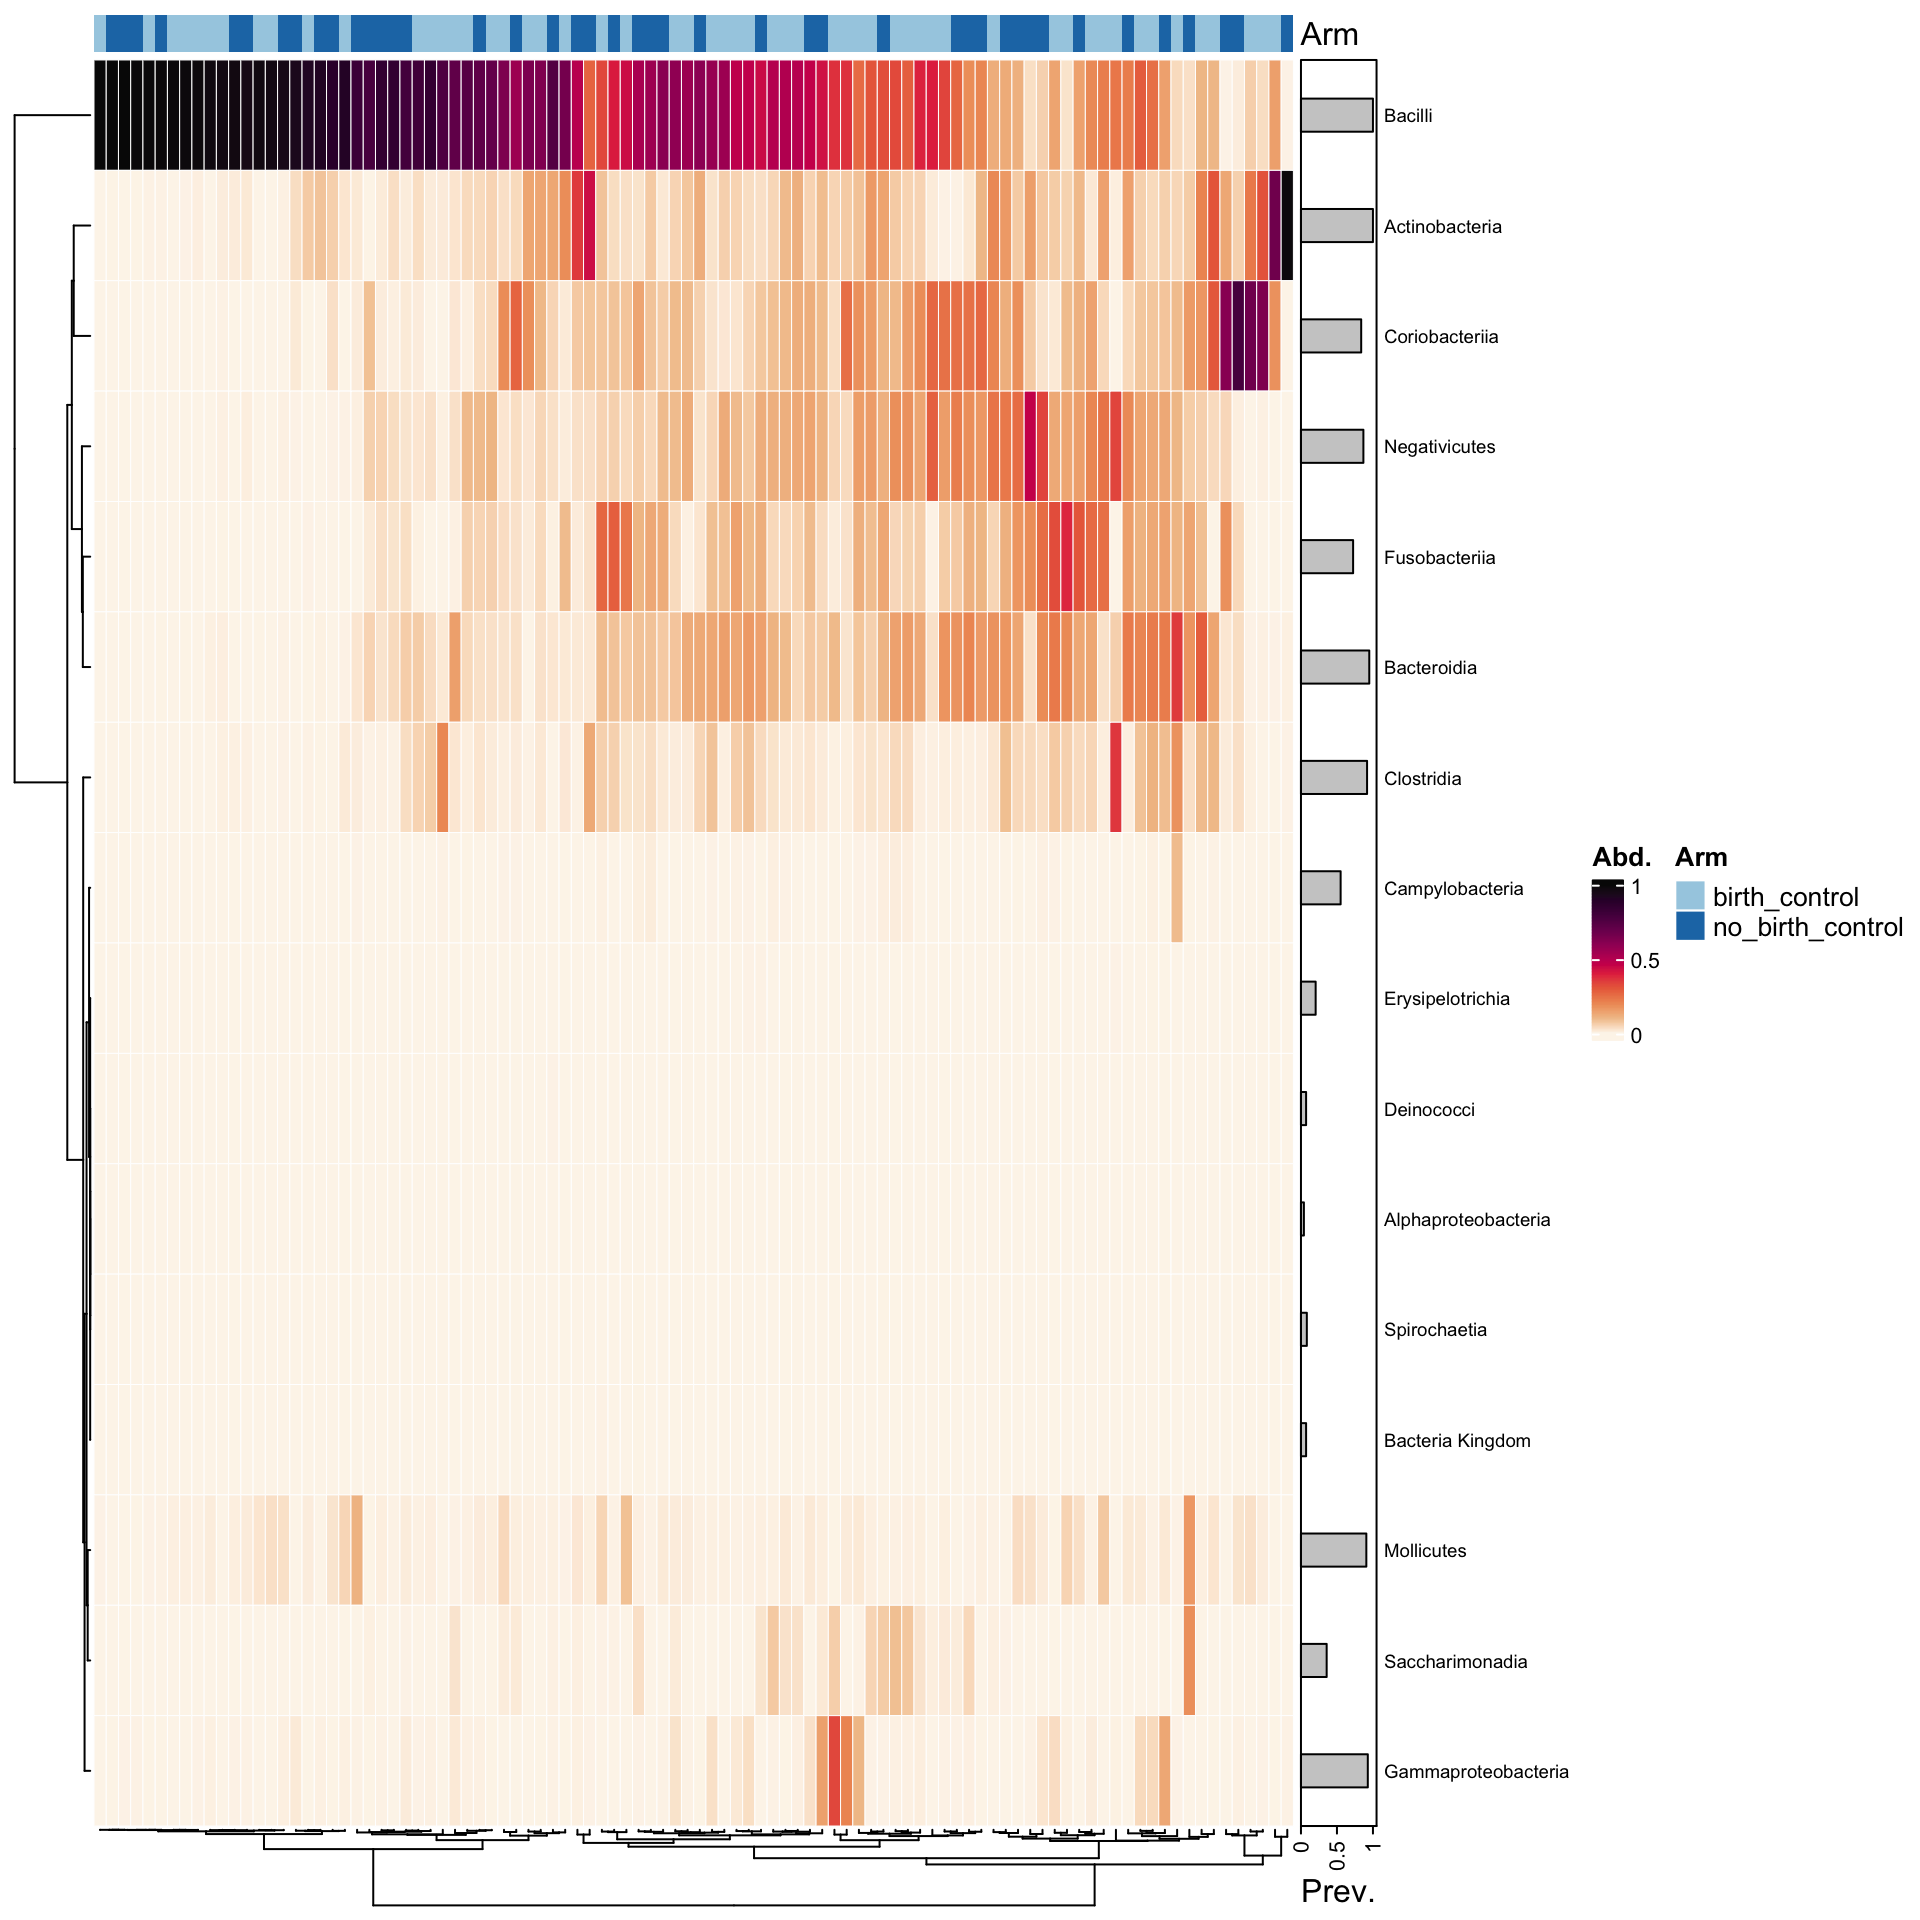 Arm
Bacilli
Actinobacteria
Coriobacteriia
Negativicutes
Fusobacteriia
Bacteroidia
Clostridia
Campylobacteria
Erysipelotrichia
Deinococci
Alphaproteobacteria
Spirochaetia
Bacteria Kingdom
Mollicutes
Saccharimonadia
Gammaproteobacteria
0 0.5 1
Prev.
Abd.
1
0.5
0
Arm
birth_control
no_birth_control